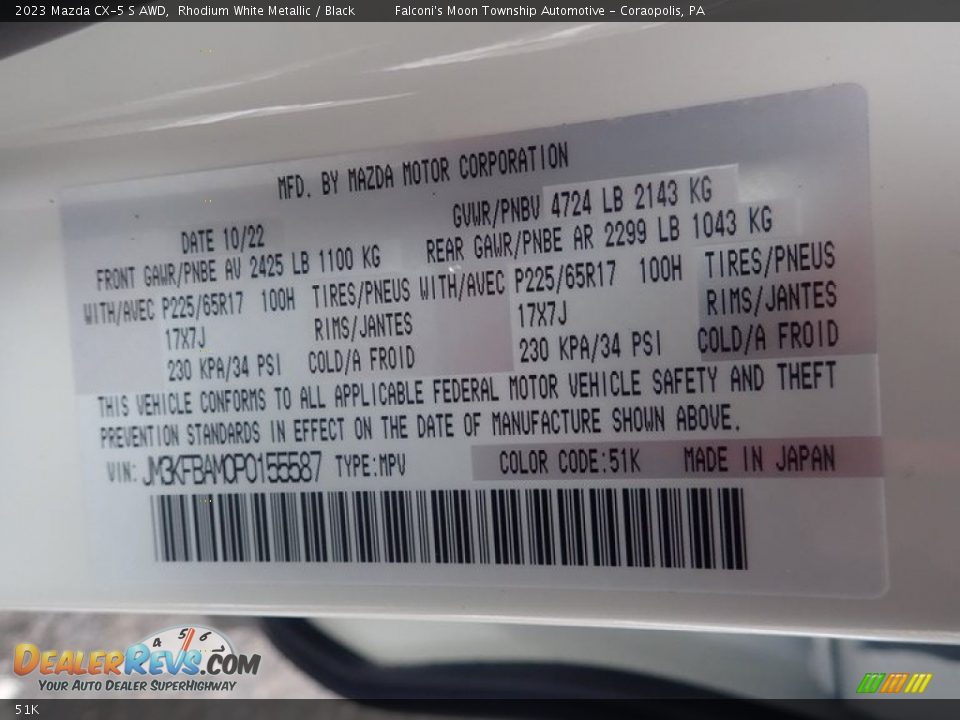 2023 Mazda CX-5 S AWD, Rhodium White Metallic / Black Falconi's Moon Township Automotive - Coraopolis, PA
MFD. BY MAZDA MOTOR CORPORATION
DATE 10/22 GVWR/PNBV 4724 LB 2143 KG
FRONT GAWR/PNBE AV 2425 LB 1100 KG REAR GAWR/PNBE AR 2299 LB 1043 KG
WITH/AVEC P225/65R17 100H TIRES/PNEUS WITH/AVEC P225/65R17 100H TIRES/PNEUS
17X7J RIMS/JANTES 17X7J RIMS/JANTES
230 KPA/34 PSI COLD/A FROID 230 KPA/34 PSI COLD/A FROID
THIS VEHICLE CONFORMS TO ALL APPLICABLE FEDERAL MOTOR VEHICLE SAFETY AND THEFT
PREVENTION STANDARDS IN EFFECT ON THE DATE OF MANUFACTURE SHOWN ABOVE.
VIN: JM3KFBAM0P0155587 TYPE:MPV COLOR CODE:51K MADE IN JAPAN
4 5 6
DEALERREVS.COM
YOUR AUTO DEALER SUPERHIGHWAY
51K